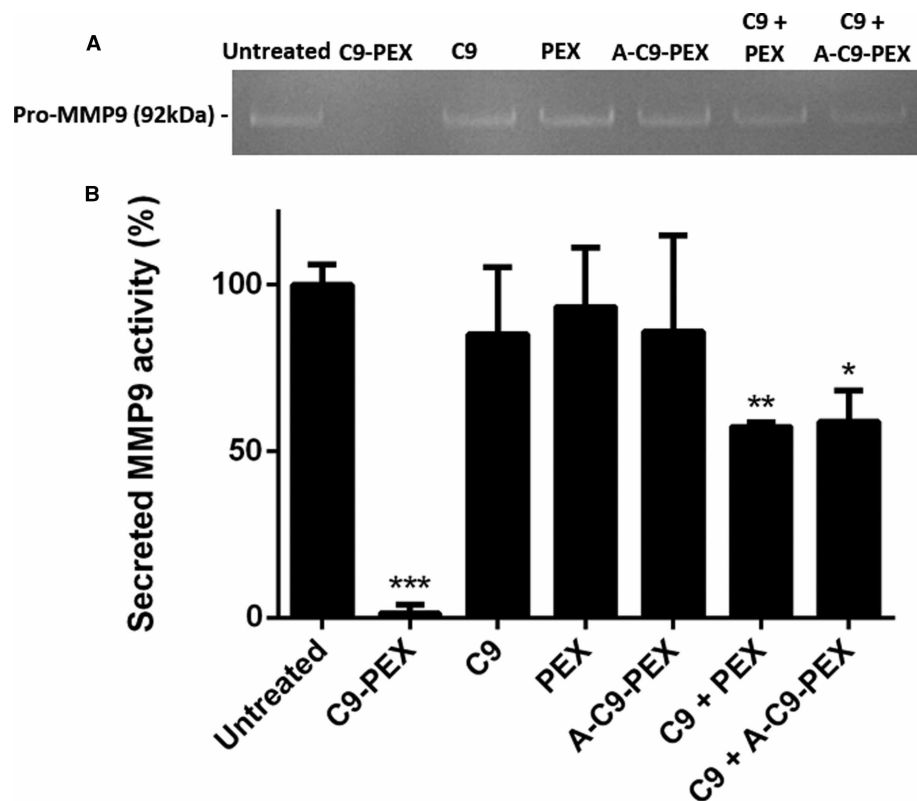 A
Untreated C9-PEX C9 PEX A-C9-PEX C9 + PEX C9 + A-C9-PEX
Pro-MMP9 (92kDa) -
B
Secreted MMP9 activity (%)
100
50
0
***
**
*
Untreated
C9-PEX
C9
PEX
A-C9-PEX
C9 + PEX
C9 + A-C9-PEX